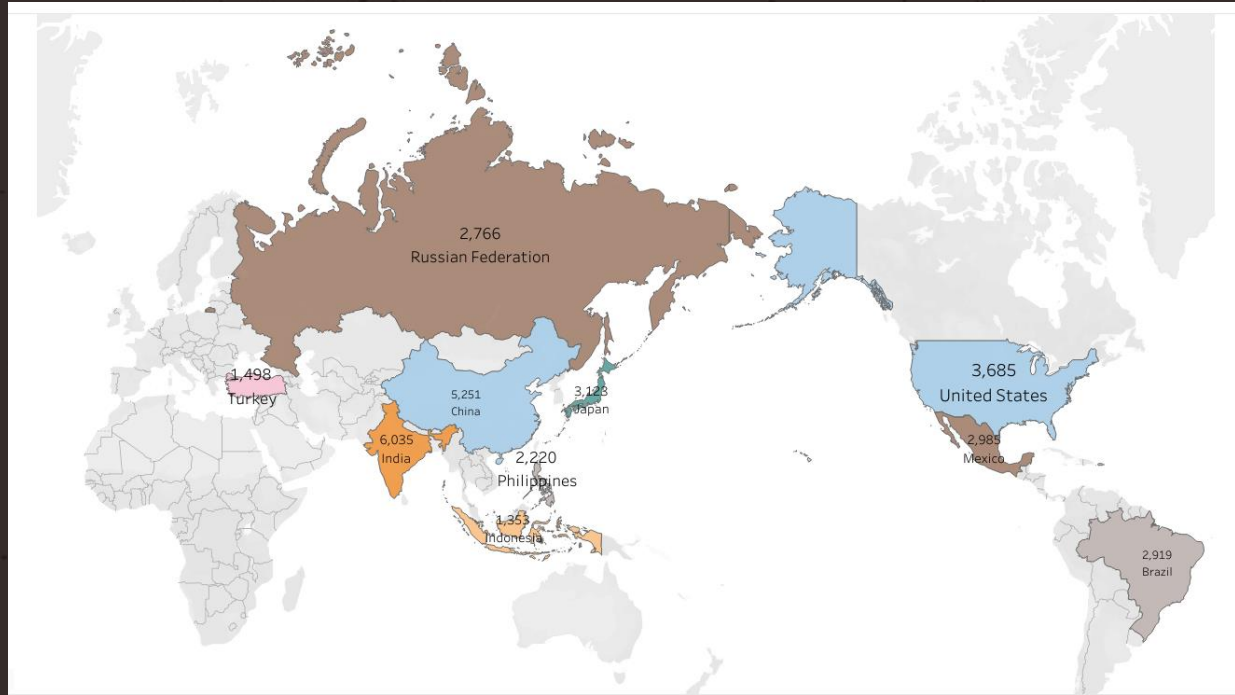 2,766
Russian Federation
1,498
Turkey
5,251
China
3,123
Japan
6,035
India
2,220
Philippines
1,353
Indonesia
3,685
United States
2,985
Mexico
2,919
Brazil